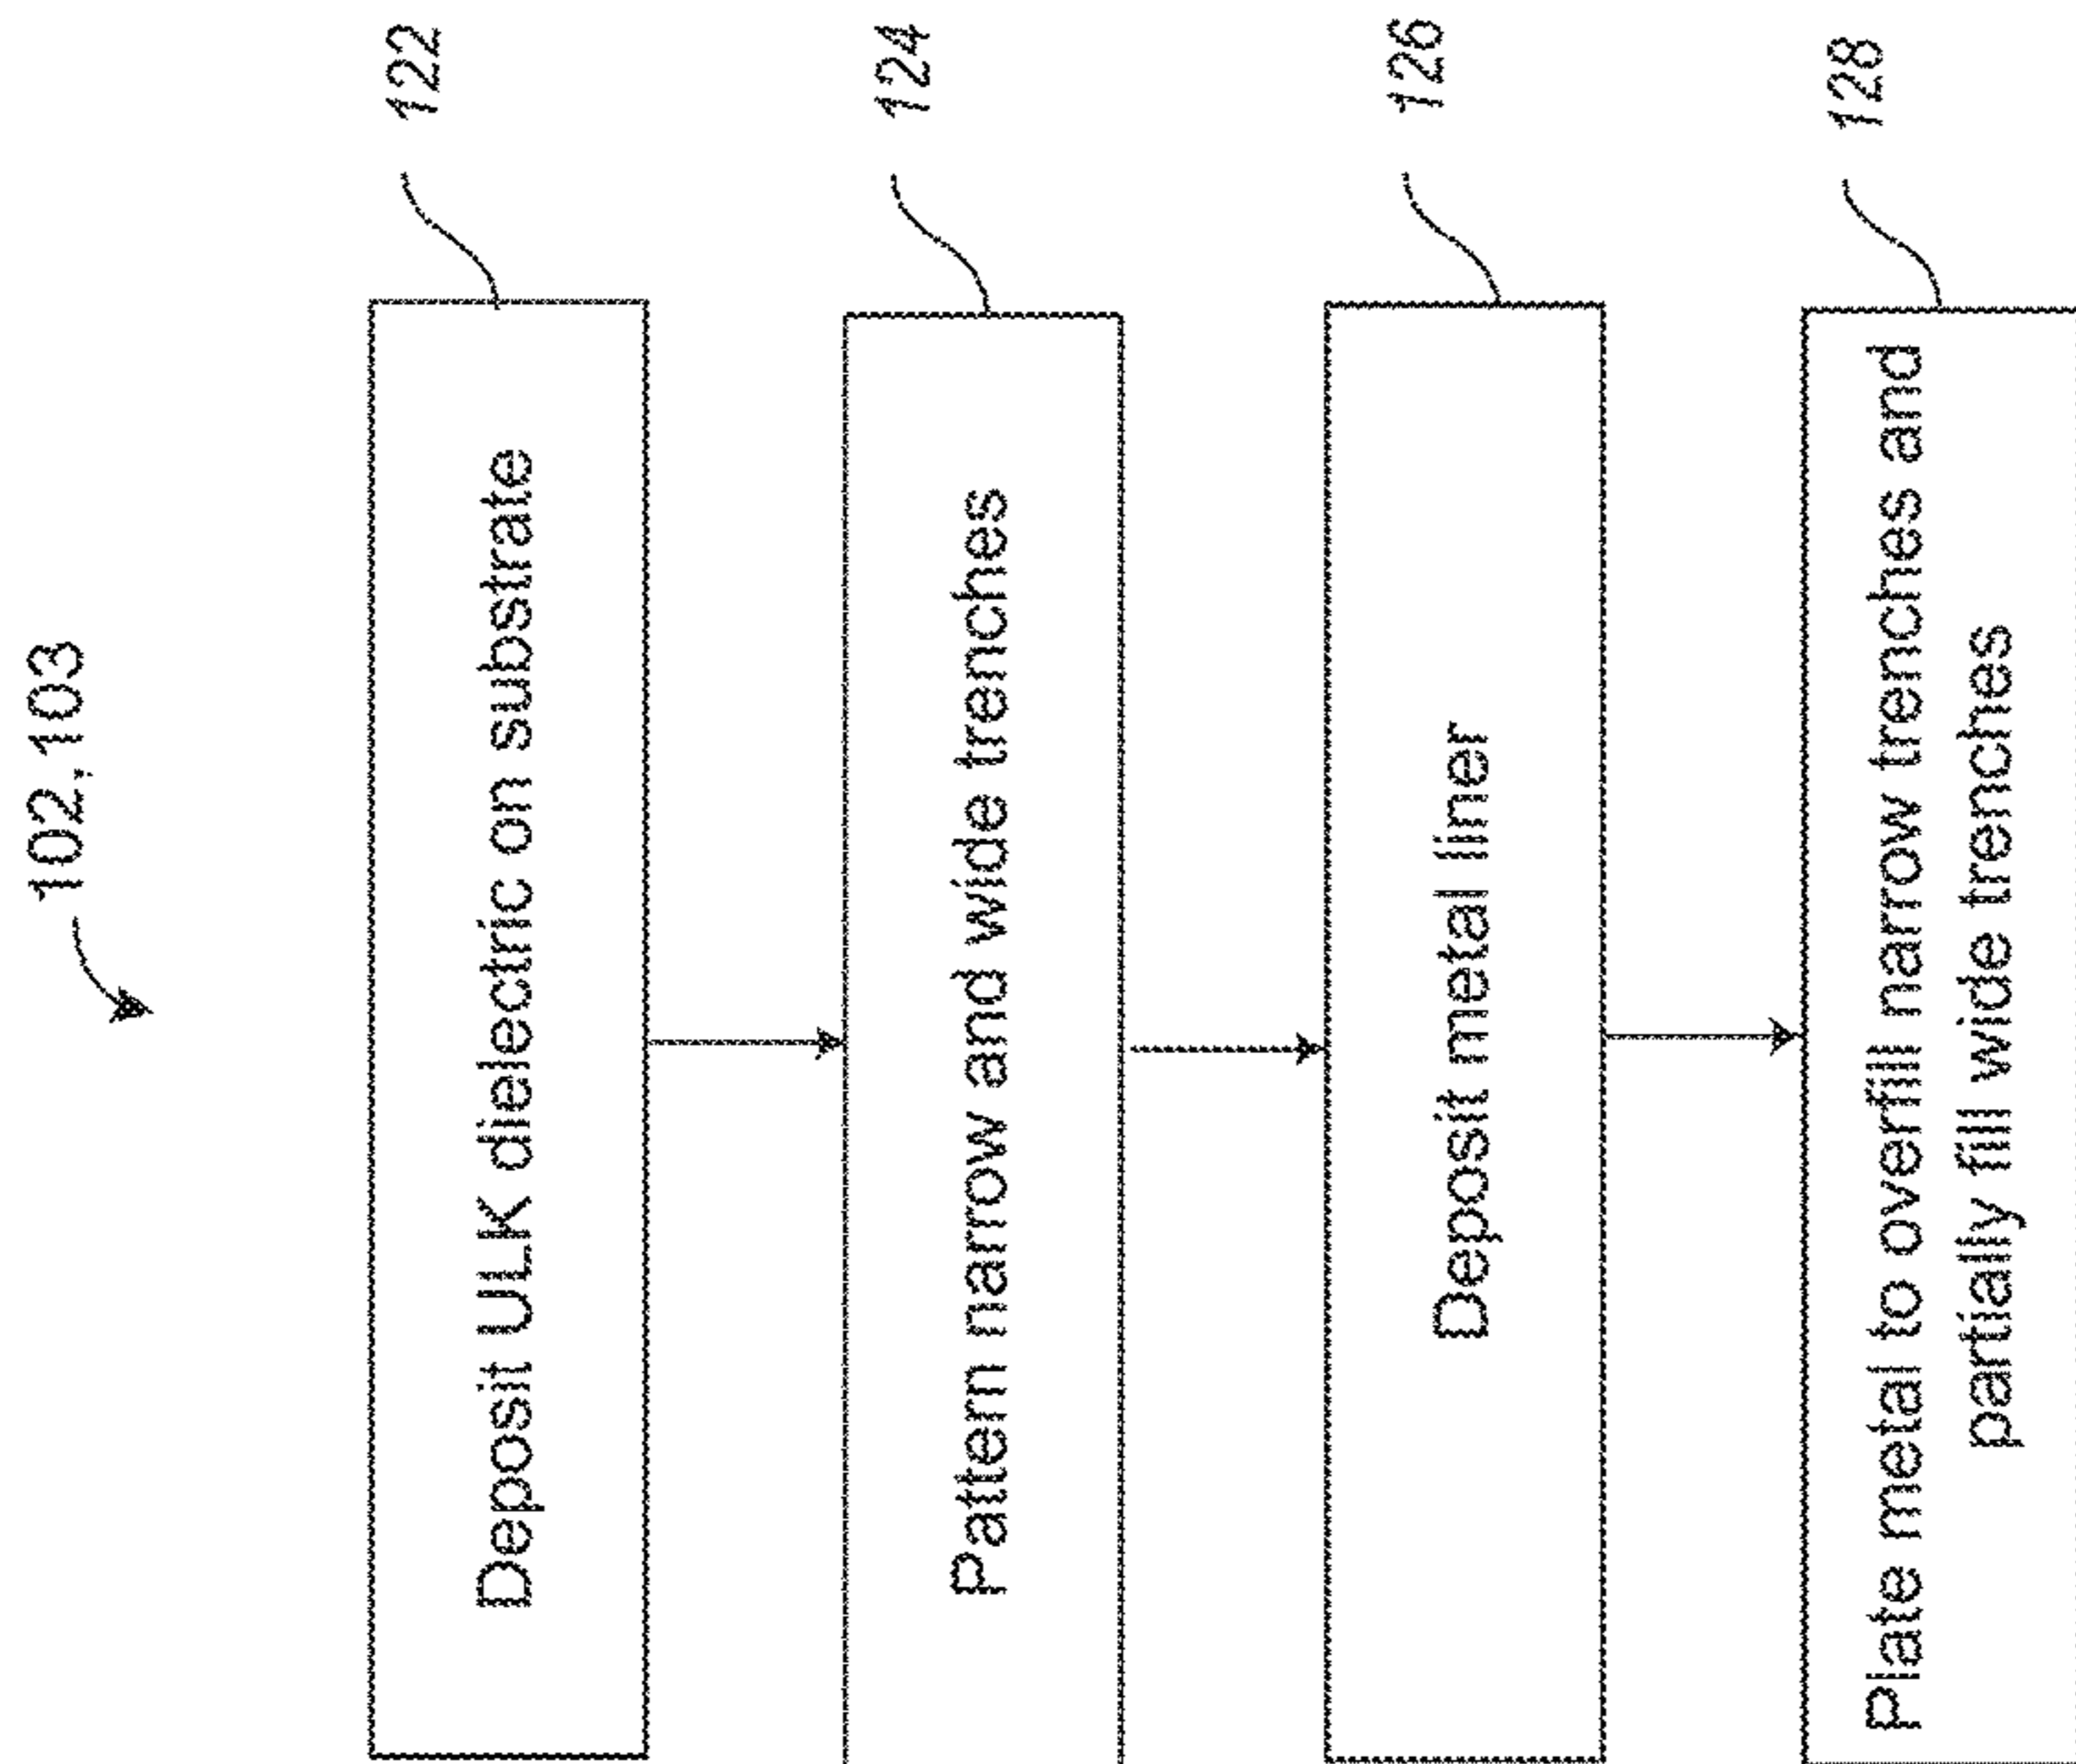 102,103
Deposit ULK dielectric on substrate
122
Pattern narrow and wide trenches
124
Deposit metal liner
126
Plate metal to overfill narrow trenches and
partially fill wide trenches
128